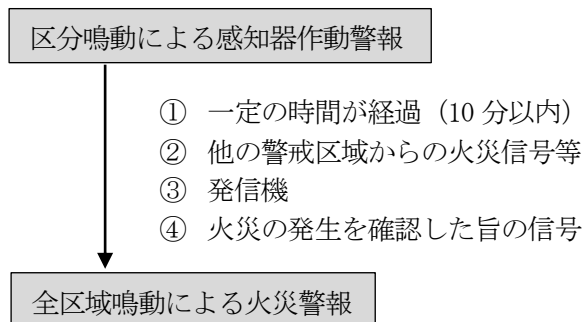 区分鳴動による感知器作動警報
① 一定の時間が経過（10 分以内）
② 他の警戒区域からの火災信号等
③ 発信機
④ 火災の発生を確認した旨の信号
全区域鳴動による火災警報